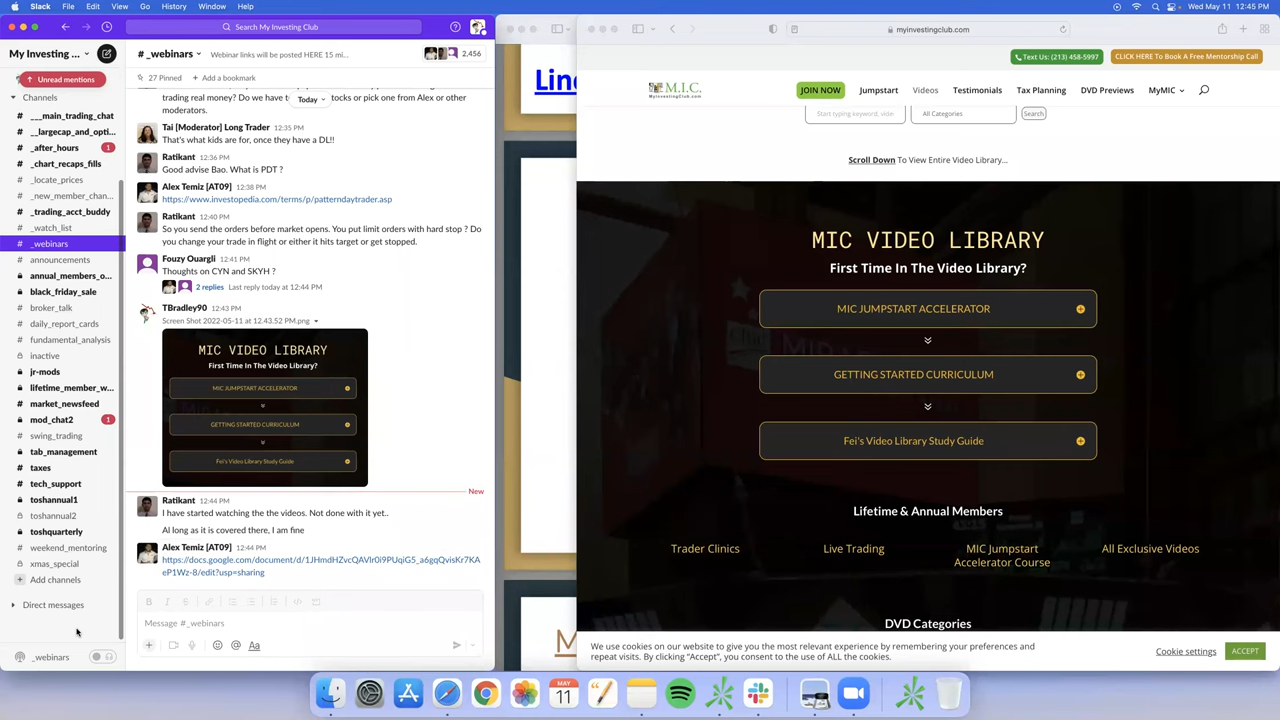 Slack File Edit View Go History Window Help
Wed May 11 12:45 PM
Search My Investing Club
My Investing ...
Unread mentions
Channels
# ___main_trading_chat
# __largecap_and_opti...
# _after_hours 1
# _chart_recaps_fills
# _locate_prices
# _new_member_chan...
# _trading_acct_buddy
# _watch_list
# _webinars
# announcements
annual_members_o...
black_friday_sale
# broker_talk
# daily_report_cards
# fundamental_analysis
inactive
jr-mods
lifetime_member_w...
# market_newsfeed
mod_chat2 1
# swing_trading
tab_management
# taxes
# tech_support
toshannual1
toshannual2
toshquarterly
# weekend_mentoring
xmas_special
Add channels
Direct messages
_webinars
# _webinars
Webinar links will be posted HERE 15 mi...
2,456
27 Pinned + Add a bookmark
trading real money? Do we have to
Today
tocks or pick one from Alex or other
moderators.
Tai [Moderator] Long Trader 12:35 PM
That's what kids are for, once they have a DL!!
Ratikant 12:36 PM
Good advise Bao. What is PDT ?
Alex Temiz [AT09] 12:38 PM
https://www.investopedia.com/terms/p/patterndaytrader.asp
Ratikant 12:40 PM
So you send the orders before market opens. You put limit orders with hard stop ? Do
you change your trade in flight or either it hits target or get stopped.
Fouzy Ouargli 12:41 PM
Thoughts on CYN and SKYH ?
2 replies Last reply today at 12:44 PM
TBradley90 12:43 PM
Screen Shot 2022-05-11 at 12.43.52 PM.png
MIC VIDEO LIBRARY
First Time In The Video Library?
MIC JUMPSTART ACCELERATOR
GETTING STARTED CURRICULUM
Fei's Video Library Study Guide
New
Ratikant 12:44 PM
I have started watching the the videos. Not done with it yet..
Al long as it is covered there, I am fine
Alex Temiz [AT09] 12:44 PM
https://docs.google.com/document/d/1JHmdHZvcQAVlr0i9PUqiG5_a6gqQvisKr7KA
eP1Wz-8/edit?usp=sharing
Message #_webinars
Linc
M
myinvestingclub.com
Text Us: (213) 458-5997
CLICK HERE To Book A Free Mentorship Call
M.I.C.
MYINVESTINGCLUB.COM
JOIN NOW
Jumpstart
Videos
Testimonials
Tax Planning
DVD Previews
MyMIC
Start typing keyword, vide
All Categories
Search
Scroll Down To View Entire Video Library...
MIC VIDEO LIBRARY
First Time In The Video Library?
MIC JUMPSTART ACCELERATOR
GETTING STARTED CURRICULUM
Fei's Video Library Study Guide
Lifetime & Annual Members
Trader Clinics
Live Trading
MIC Jumpstart
Accelerator Course
All Exclusive Videos
DVD Categories
We use cookies on our website to give you the most relevant experience by remembering your preferences and
repeat visits. By clicking "Accept", you consent to the use of ALL the cookies.
Cookie settings
ACCEPT
MAY
11